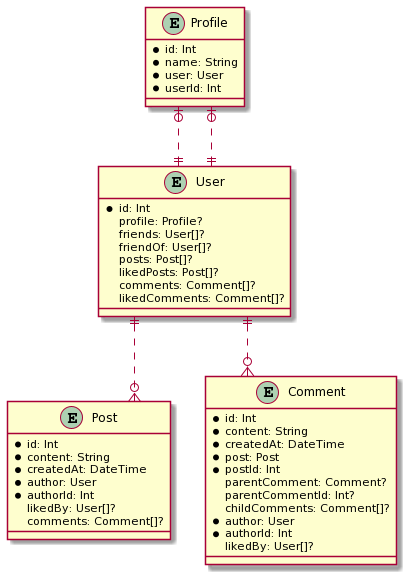 E Profile
id: Int
name: String
user: User
userId: Int
E User
id: Int
profile: Profile?
friends: User[]?
friendOf: User[]?
posts: Post[]?
likedPosts: Post[]?
comments: Comment[]?
likedComments: Comment[]?
E Post
id: Int
content: String
createdAt: DateTime
author: User
authorId: Int
likedBy: User[]?
comments: Comment[]?
E Comment
id: Int
content: String
createdAt: DateTime
post: Post
postId: Int
parentComment: Comment?
parentCommentId: Int?
childComments: Comment[]?
author: User
authorId: Int
likedBy: User[]?